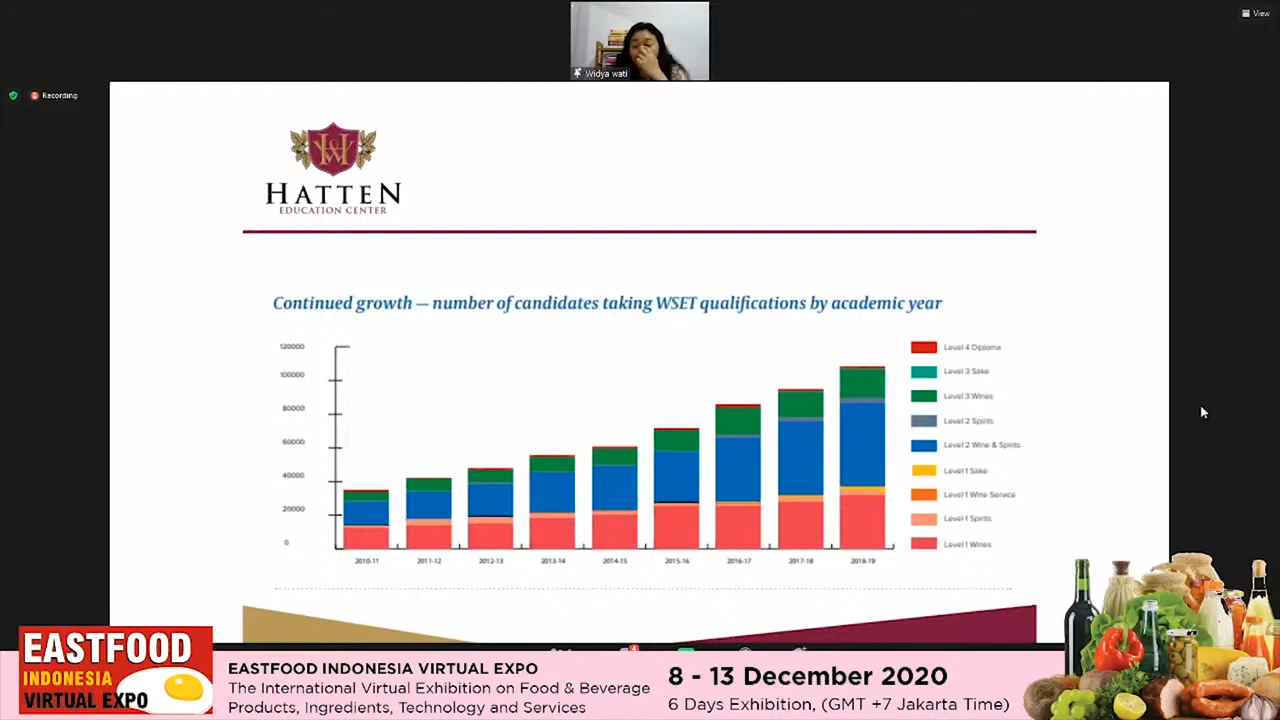 View
Widya wati
Recording
HATTEN
EDUCATION CENTER
Continued growth — number of candidates taking WSET qualifications by academic year
120000
100000
80000
60000
40000
20000
0
2010-11 2011-12 2012-13 2013-14 2014-15 2015-16 2016-17 2017-18 2018-19
Level 4 Diploma
Level 3 Sake
Level 3 Wines
Level 2 Spirits
Level 2 Wine & Spirits
Level 1 Sake
Level 1 Wine Service
Level 1 Spirits
Level 1 Wines
EASTFOOD
INDONESIA
VIRTUAL EXPO
EASTFOOD INDONESIA VIRTUAL EXPO
The International Virtual Exhibition on Food & Beverage
Products, Ingredients, Technology and Services
8 - 13 December 2020
6 Days Exhibition, (GMT +7 Jakarta Time)